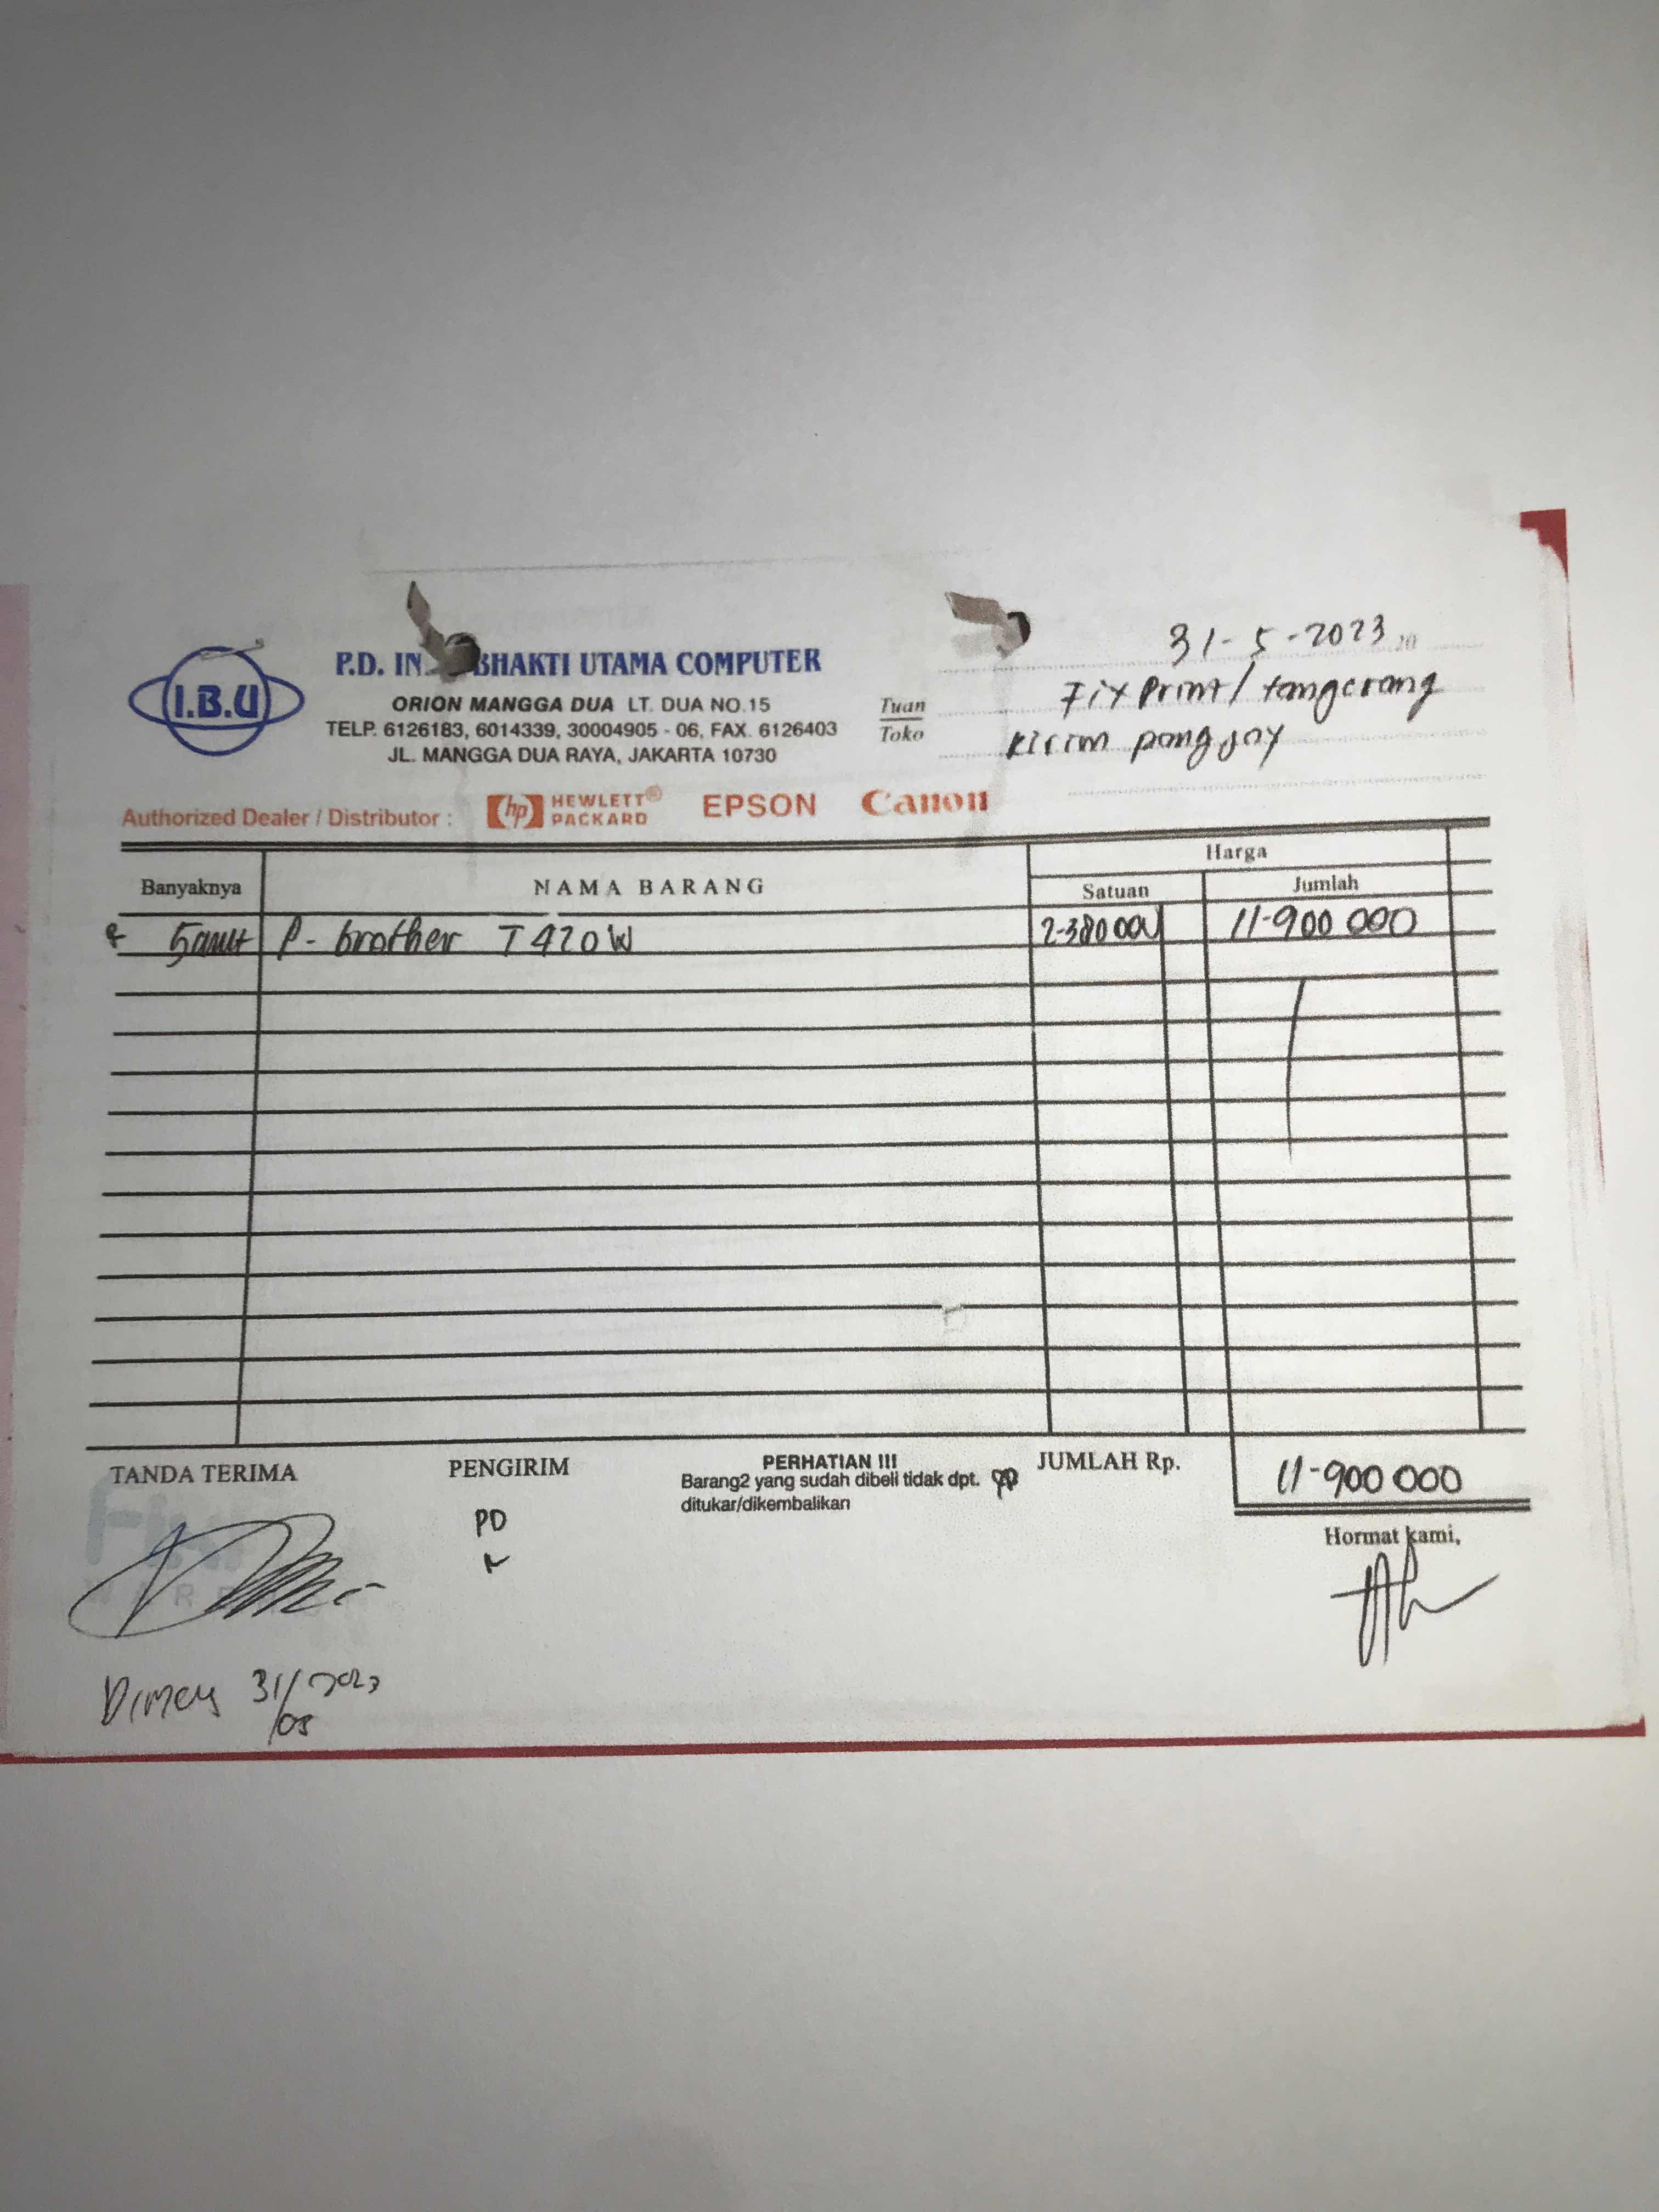 I.B.U
P.D. IN BHAKTI UTAMA COMPUTER
ORION MANGGA DUA LT. DUA NO.15
TELP. 6126183, 6014339, 30004905 - 06, FAX. 6126403
JL. MANGGA DUA RAYA, JAKARTA 10730
31-5-2023 20
Tuan
Toko
Fix Print / tangerang
kirim
Authorized Dealer / Distributor :
hp HEWLETT® PACKARD EPSON Canon
Banyaknya NAMA BARANG Harga
Satuan Jumlah
5 P- brother T420W 2-380 000 11-900 000
TANDA TERIMA PENGIRIM PERHATIAN !!! JUMLAH Rp. 11-900 000
Barang2 yang sudah dibeli tidak dpt.
ditukar/dikembalikan
PD
Hormat kami,
31/05 2023